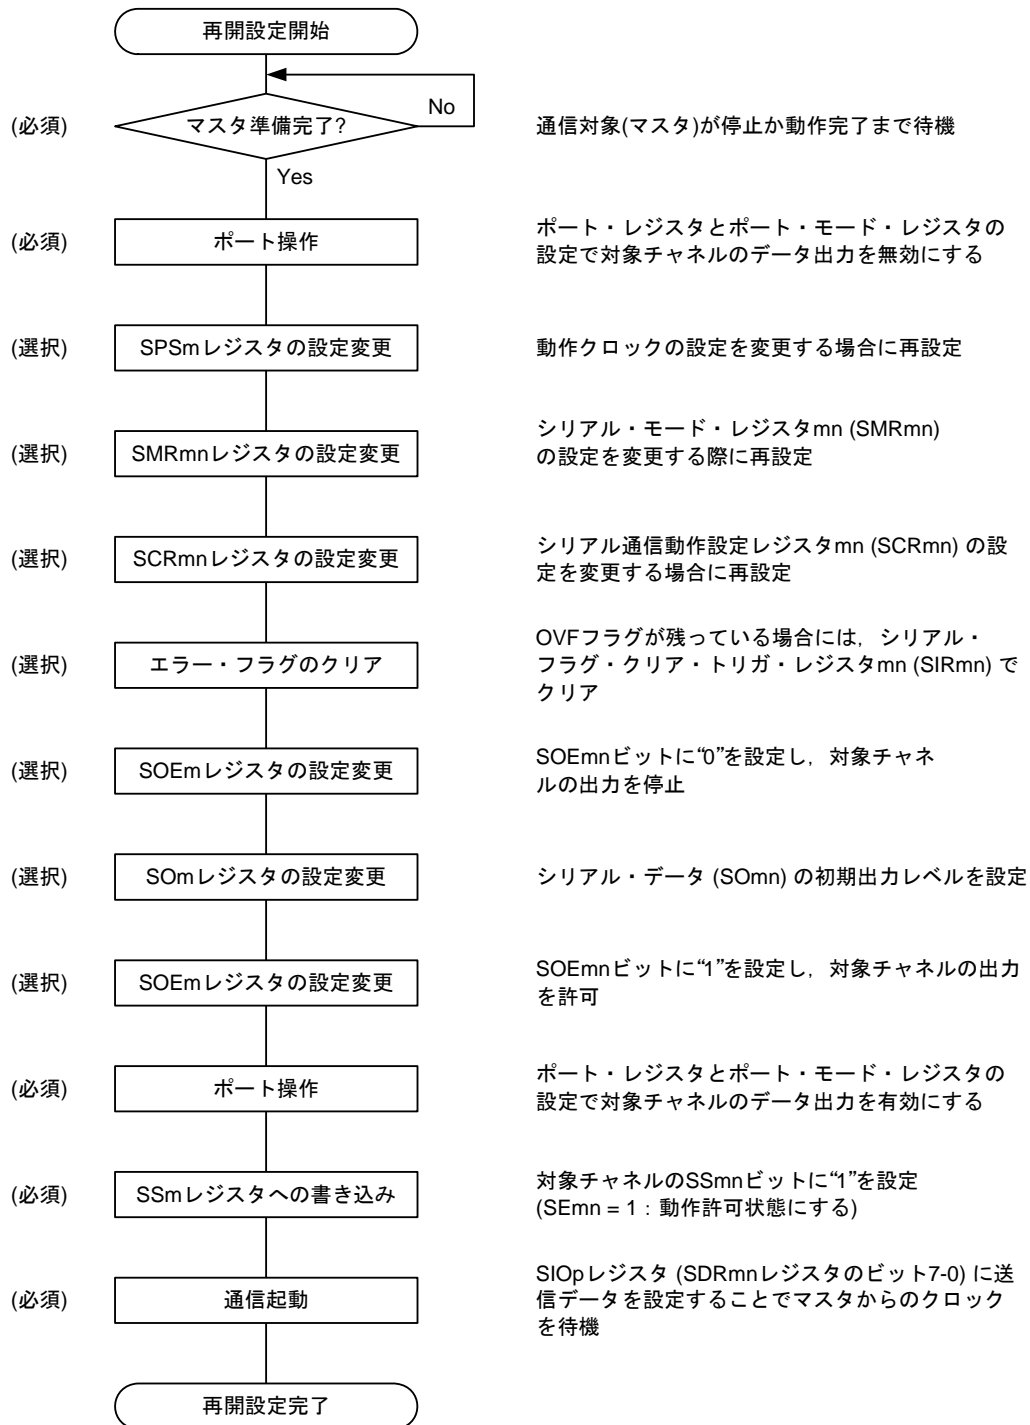 再開設定開始
No
(必須)
マスタ準備完了?
通信対象(マスタ)が停止か動作完了まで待機
Yes
(必須)
ポート操作
ポート・レジスタとポート・モード・レジスタの
設定で対象チャネルのデータ出力を無効にする
(選択)
SPSmレジスタの設定変更
動作クロックの設定を変更する場合に再設定
(選択)
SMRmnレジスタの設定変更
シリアル・モード・レジスタmn (SMRmn)
の設定を変更する際に再設定
(選択)
SCRmnレジスタの設定変更
シリアル通信動作設定レジスタmn (SCRmn) の設
定を変更する場合に再設定
(選択)
エラー・フラグのクリア
OVFフラグが残っている場合には，シリアル・
フラグ・クリア・トリガ・レジスタmn (SIRmn) で
クリア
(選択)
SOEmレジスタの設定変更
SOEmnビットに“0”を設定し，対象チャネ
ルの出力を停止
(選択)
SOmレジスタの設定変更
シリアル・データ (SOmn) の初期出力レベルを設定
(選択)
SOEmレジスタの設定変更
SOEmnビットに“1”を設定し，対象チャネルの出力
を許可
(必須)
ポート操作
ポート・レジスタとポート・モード・レジスタの
設定で対象チャネルのデータ出力を有効にする
(必須)
SSmレジスタへの書き込み
対象チャネルのSSmnビットに“1”を設定
(SEmn = 1：動作許可状態にする)
(必須)
通信起動
SIOpレジスタ (SDRmnレジスタのビット7-0) に送
信データを設定することでマスタからのクロック
を待機
再開設定完了